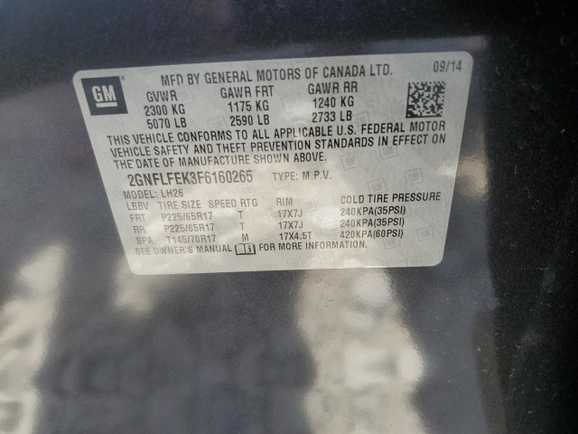 GM
MFD BY GENERAL MOTORS OF CANADA LTD. 09/14
GVWR GAWR FRT GAWR RR
2300 KG 1175 KG 1240 KG
5070 LB 2590 LB 2733 LB
THIS VEHICLE CONFORMS TO ALL APPLICABLE U.S. FEDERAL MOTOR
VEHICLE SAFETY AND THEFT PREVENTION STANDARDS IN EFFECT ON
THE DATE OF MANUFACTURE SHOWN ABOVE.
2GNFLFEK3F6160265 TYPE: M.P.V.
MODEL: LH26
LBBV TIRE SIZE SPEED RTG RIM COLD TIRE PRESSURE
FRT P225/65R17 T 17X7J 240KPA(35PSI)
RR P225/65R17 T 17X7J 240KPA(35PSI)
SPA T145/70R17 M 17X4.5T 420KPA(60PSI)
SEE OWNER'S MANUAL FOR MORE INFORMATION